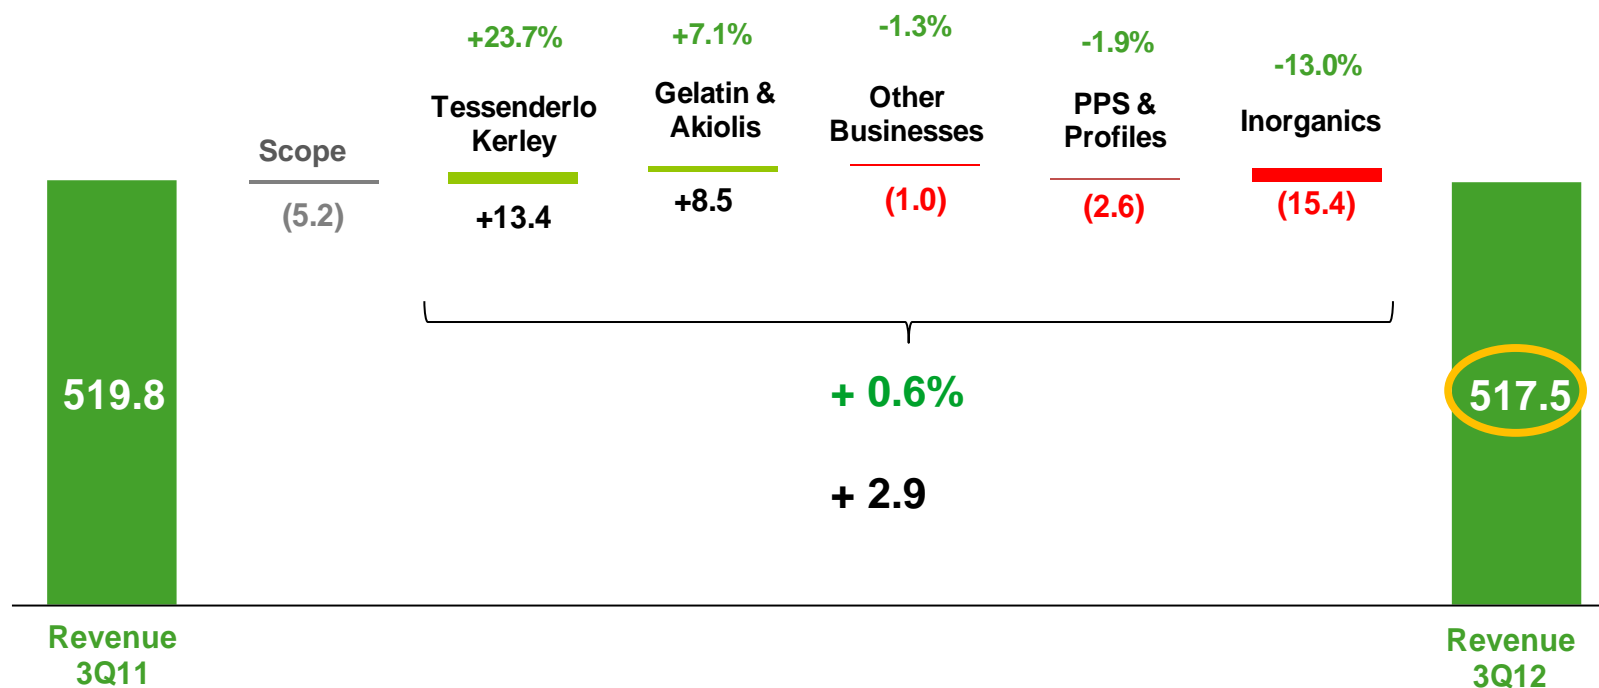 +23.7%
+7.1%
-1.3%
-1.9%
-13.0%
Scope
Tessenderlo
Kerley
Gelatin &
Akiolis
Other
Businesses
PPS &
Profiles
Inorganics
(5.2)
+13.4
+8.5
(1.0)
(2.6)
(15.4)
519.8
+ 0.6%
517.5
+ 2.9
Revenue
3Q11
Revenue
3Q12